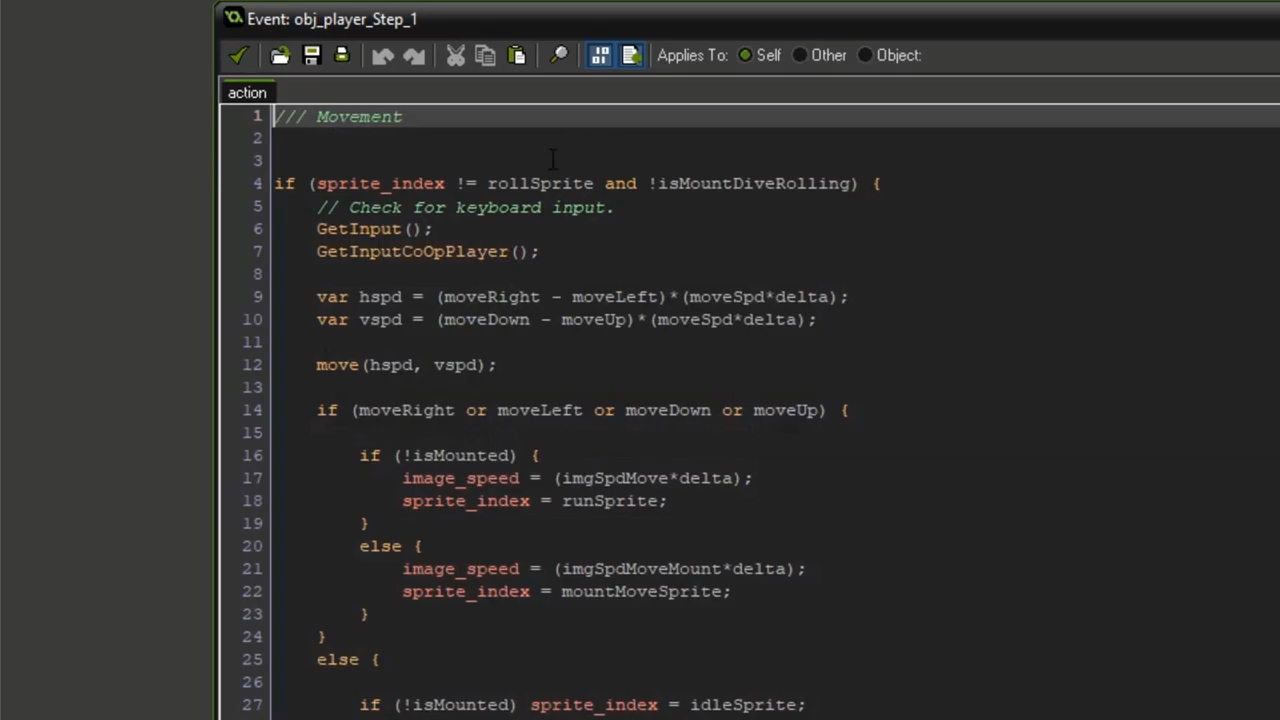 Event: obj_player_Step_1
Applies To: Self Other Object:
action
1 /// Movement
2
3
4 if (sprite_index != rollSprite and !isMountDiveRolling) {
5 // Check for keyboard input.
6 GetInput();
7 GetInputCoOpPlayer();
8
9 var hspd = (moveRight - moveLeft)*(moveSpd*delta);
10 var vspd = (moveDown - moveUp)*(moveSpd*delta);
11
12 move(hspd, vspd);
13
14 if (moveRight or moveLeft or moveDown or moveUp) {
15
16 if (!isMounted) {
17 image_speed = (imgSpdMove*delta);
18 sprite_index = runSprite;
19 }
20 else {
21 image_speed = (imgSpdMoveMount*delta);
22 sprite_index = mountMoveSprite;
23 }
24 }
25 else {
26
27 if (!isMounted) sprite_index = idleSprite;